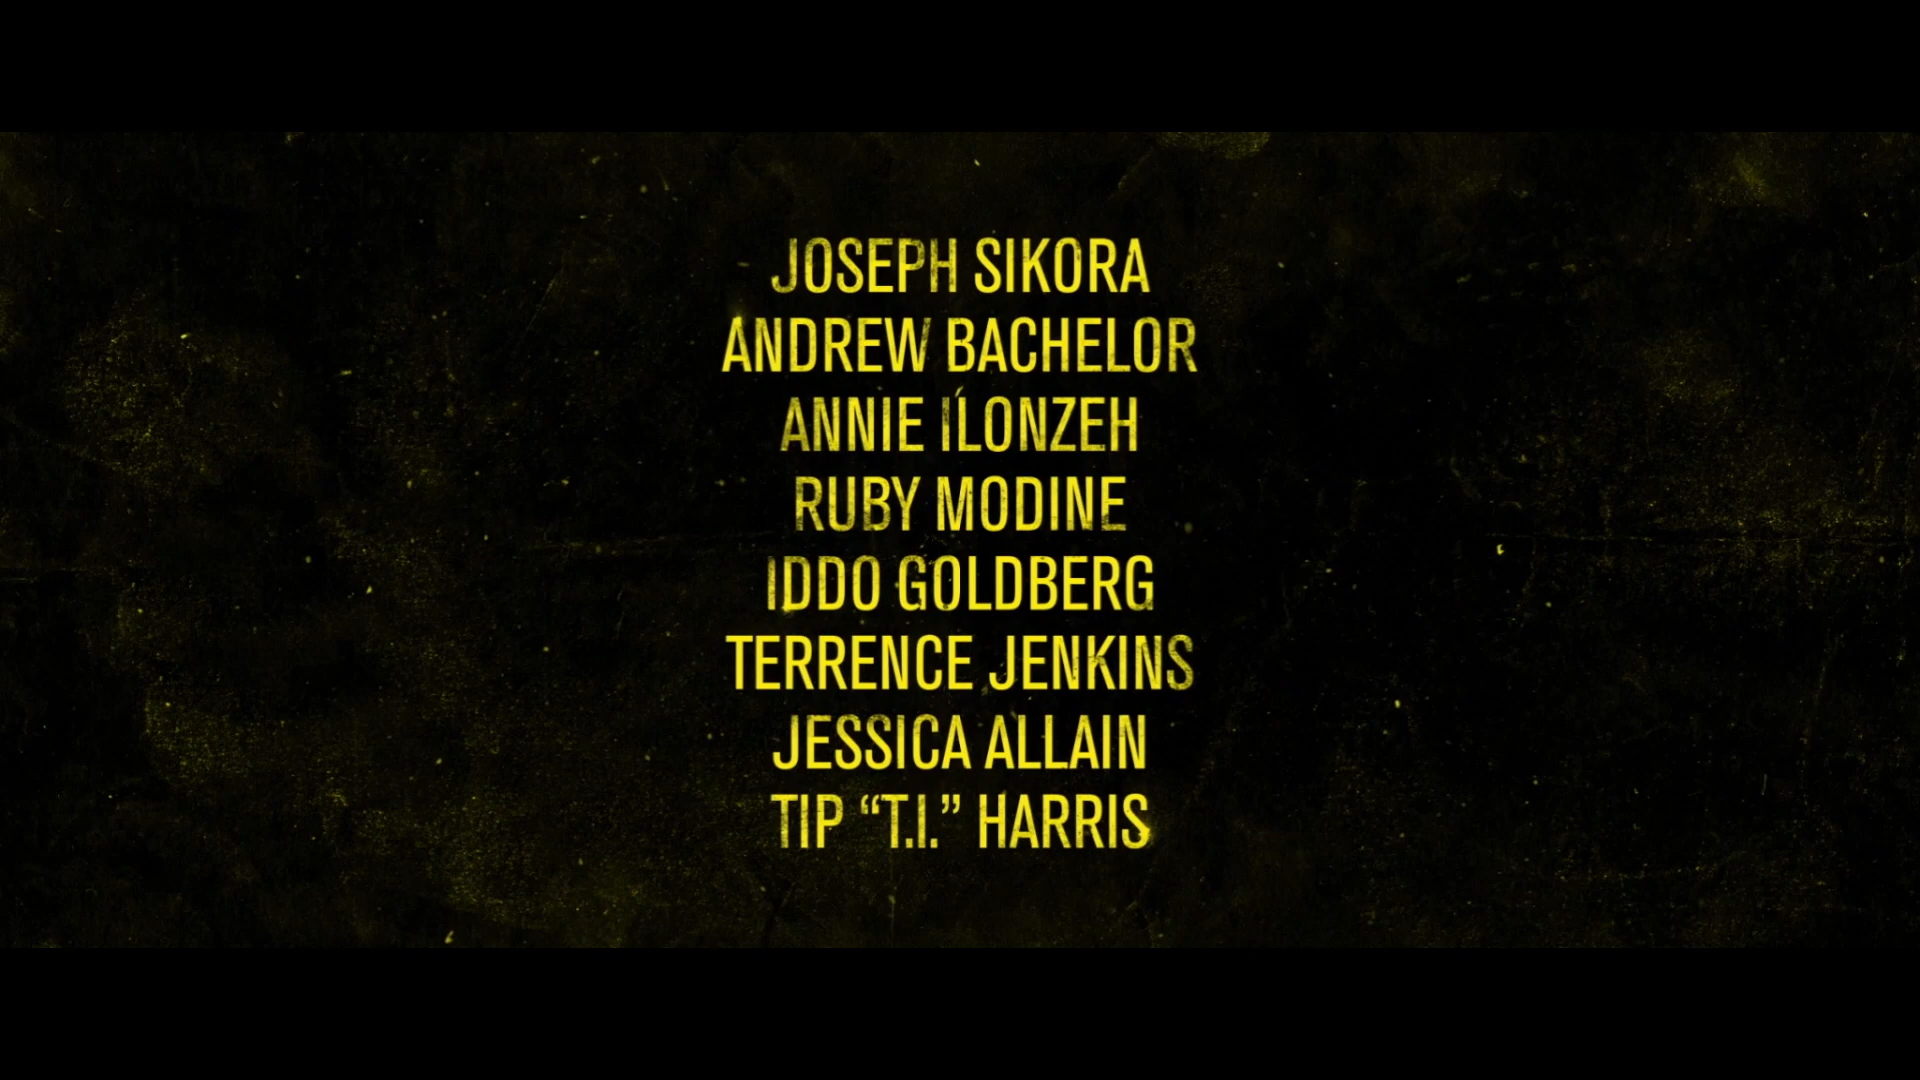 JOSEPH SIKORA
ANDREW BACHELOR
ANNIE ILONZEH
RUBY MODINE
IDDO GOLDBERG
TERRENCE JENKINS
JESSICA ALLAIN
TIP “T.I.” HARRIS